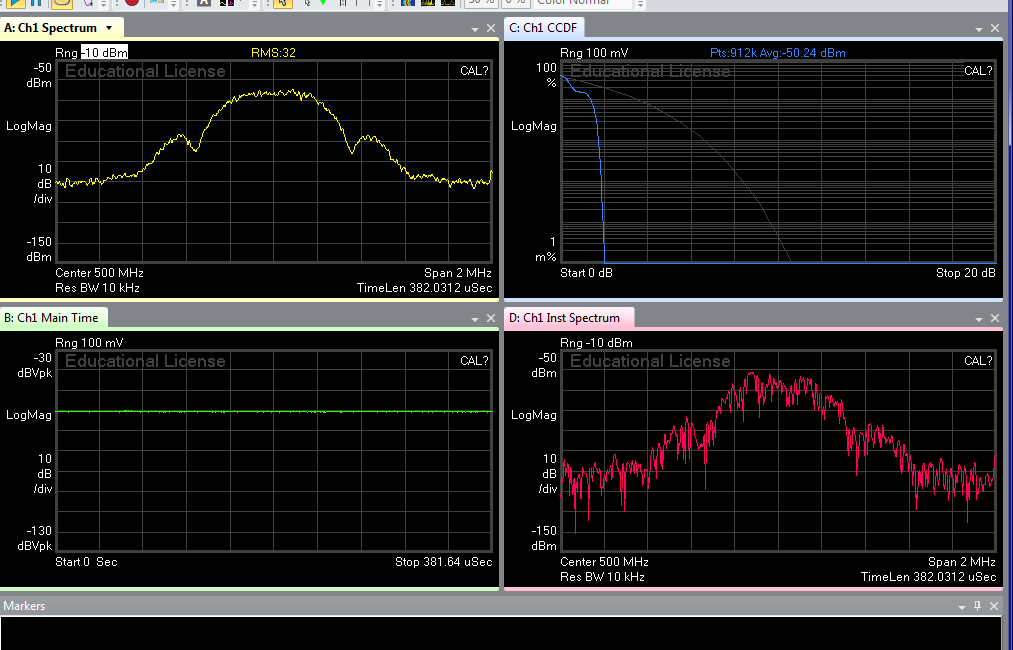 50 %
0 %
Color Normal
A: Ch1 Spectrum
Rng -10 dBm
RMS:32
-50
dBm
Educational License
CAL?
LogMag
10
dB
/div
-150
dBm
Center 500 MHz
Span 2 MHz
Res BW 10 kHz
TimeLen 382.0312 uSec
C: Ch1 CCDF
Rng 100 mV
Pts:912k Avg:-50.24 dBm
100
%
Educational License
CAL?
LogMag
1
m%
Start 0 dB
Stop 20 dB
B: Ch1 Main Time
Rng 100 mV
-30
dBVpk
Educational License
CAL?
LogMag
10
dB
/div
-130
dBVpk
Start 0 Sec
Stop 381.64 uSec
D: Ch1 Inst Spectrum
Rng -10 dBm
-50
dBm
Educational License
CAL?
LogMag
10
dB
/div
-150
dBm
Center 500 MHz
Span 2 MHz
Res BW 10 kHz
TimeLen 382.0312 uSec
Markers